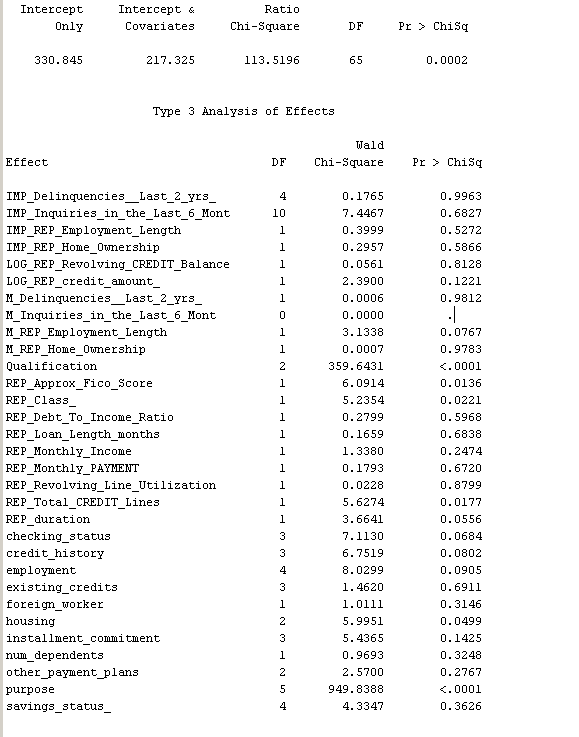 Intercept Intercept & Ratio
Only Covariates Chi-Square DF Pr > ChiSq
330.845 217.325 113.5196 65 0.0002
Type 3 Analysis of Effects
Wald
Effect DF Chi-Square Pr > ChiSq
IMP_Delinquencies__Last_2_yrs_ 4 0.1765 0.9963
IMP_Inquiries_in_the_Last_6_Mont 10 7.4467 0.6827
IMP_REP_Employment_Length 1 0.3999 0.5272
IMP_REP_Home_Ownership 1 0.2957 0.5866
LOG_REP_Revolving_CREDIT_Balance 1 0.0561 0.8128
LOG_REP_credit_amount_ 1 2.3900 0.1221
M_Delinquencies__Last_2_yrs_ 1 0.0006 0.9812
M_Inquiries_in_the_Last_6_Mont 0 0.0000 .
M_REP_Employment_Length 1 3.1338 0.0767
M_REP_Home_Ownership 1 0.0007 0.9783
Qualification 2 359.6431 <.0001
REP_Approx_Fico_Score 1 6.0914 0.0136
REP_Class_ 1 5.2354 0.0221
REP_Debt_To_Income_Ratio 1 0.2799 0.5968
REP_Loan_Length_months 1 0.1659 0.6838
REP_Monthly_Income 1 1.3380 0.2474
REP_Monthly_PAYMENT 1 0.1793 0.6720
REP_Revolving_Line_Utilization 1 0.0228 0.8799
REP_Total_CREDIT_Lines 1 5.6274 0.0177
REP_duration 1 3.6641 0.0556
checking_status 3 7.1130 0.0684
credit_history 3 6.7519 0.0802
employment 4 8.0299 0.0905
existing_credits 3 1.4620 0.6911
foreign_worker 1 1.0111 0.3146
housing 2 5.9951 0.0499
installment_commitment 3 5.4365 0.1425
num_dependents 1 0.9693 0.3248
other_payment_plans 2 2.5700 0.2767
purpose 5 949.8388 <.0001
savings_status_ 4 4.3347 0.3626